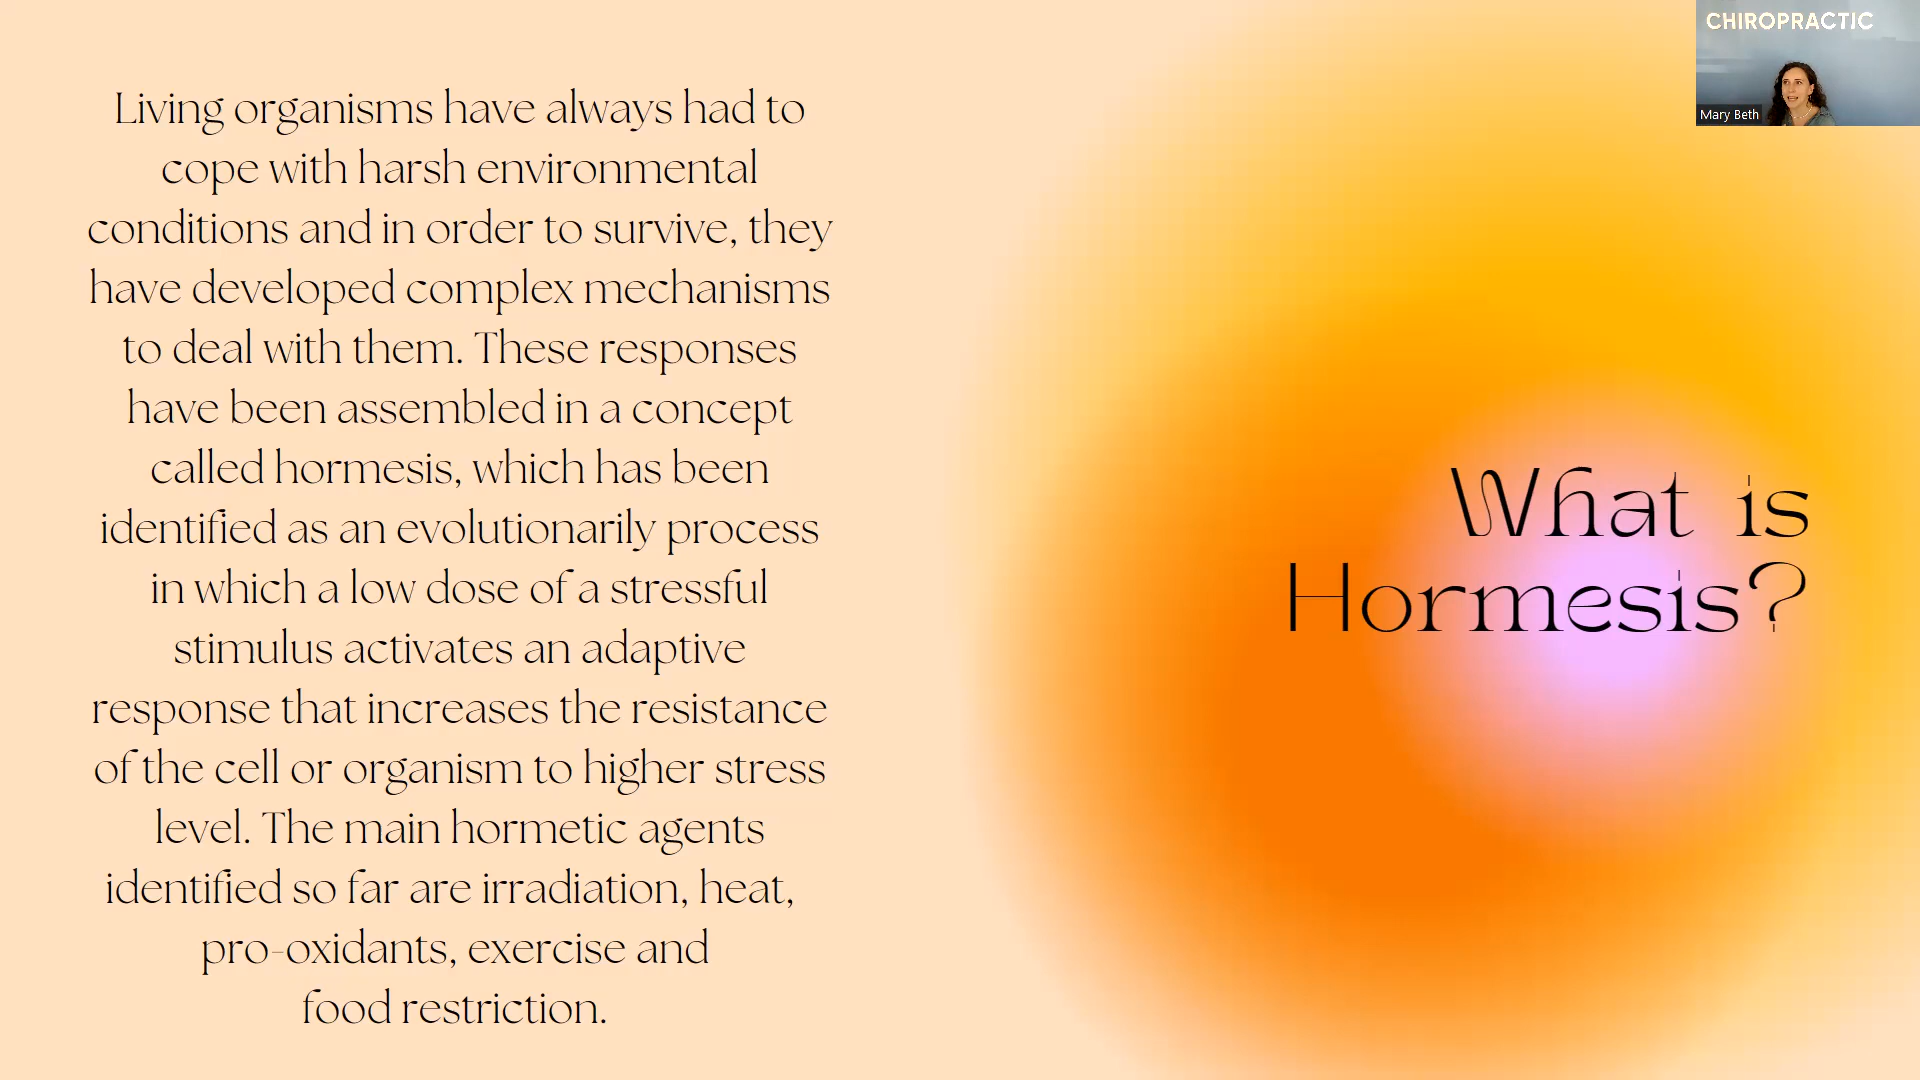 Living organisms have always had to
cope with harsh environmental
conditions and in order to survive, they
have developed complex mechanisms
to deal with them. These responses
have been assembled in a concept
called hormesis, which has been
identified as an evolutionarily process
in which a low dose of a stressful
stimulus activates an adaptive
response that increases the resistance
of the cell or organism to higher stress
level. The main hormetic agents
identified so far are irradiation, heat,
pro-oxidants, exercise and
food restriction.
What is
Hormesis?
CHIROPRACTIC
Mary Beth